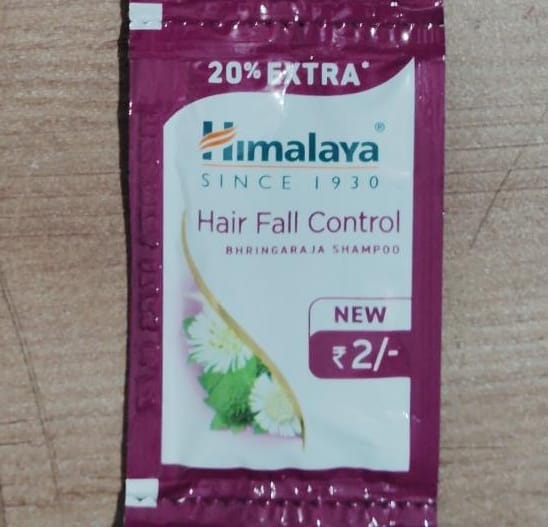 20% EXTRA*
Himalaya®
SINCE 1930
Hair Fall Control
BHRINGARAJA SHAMPOO
NEW
₹2/-